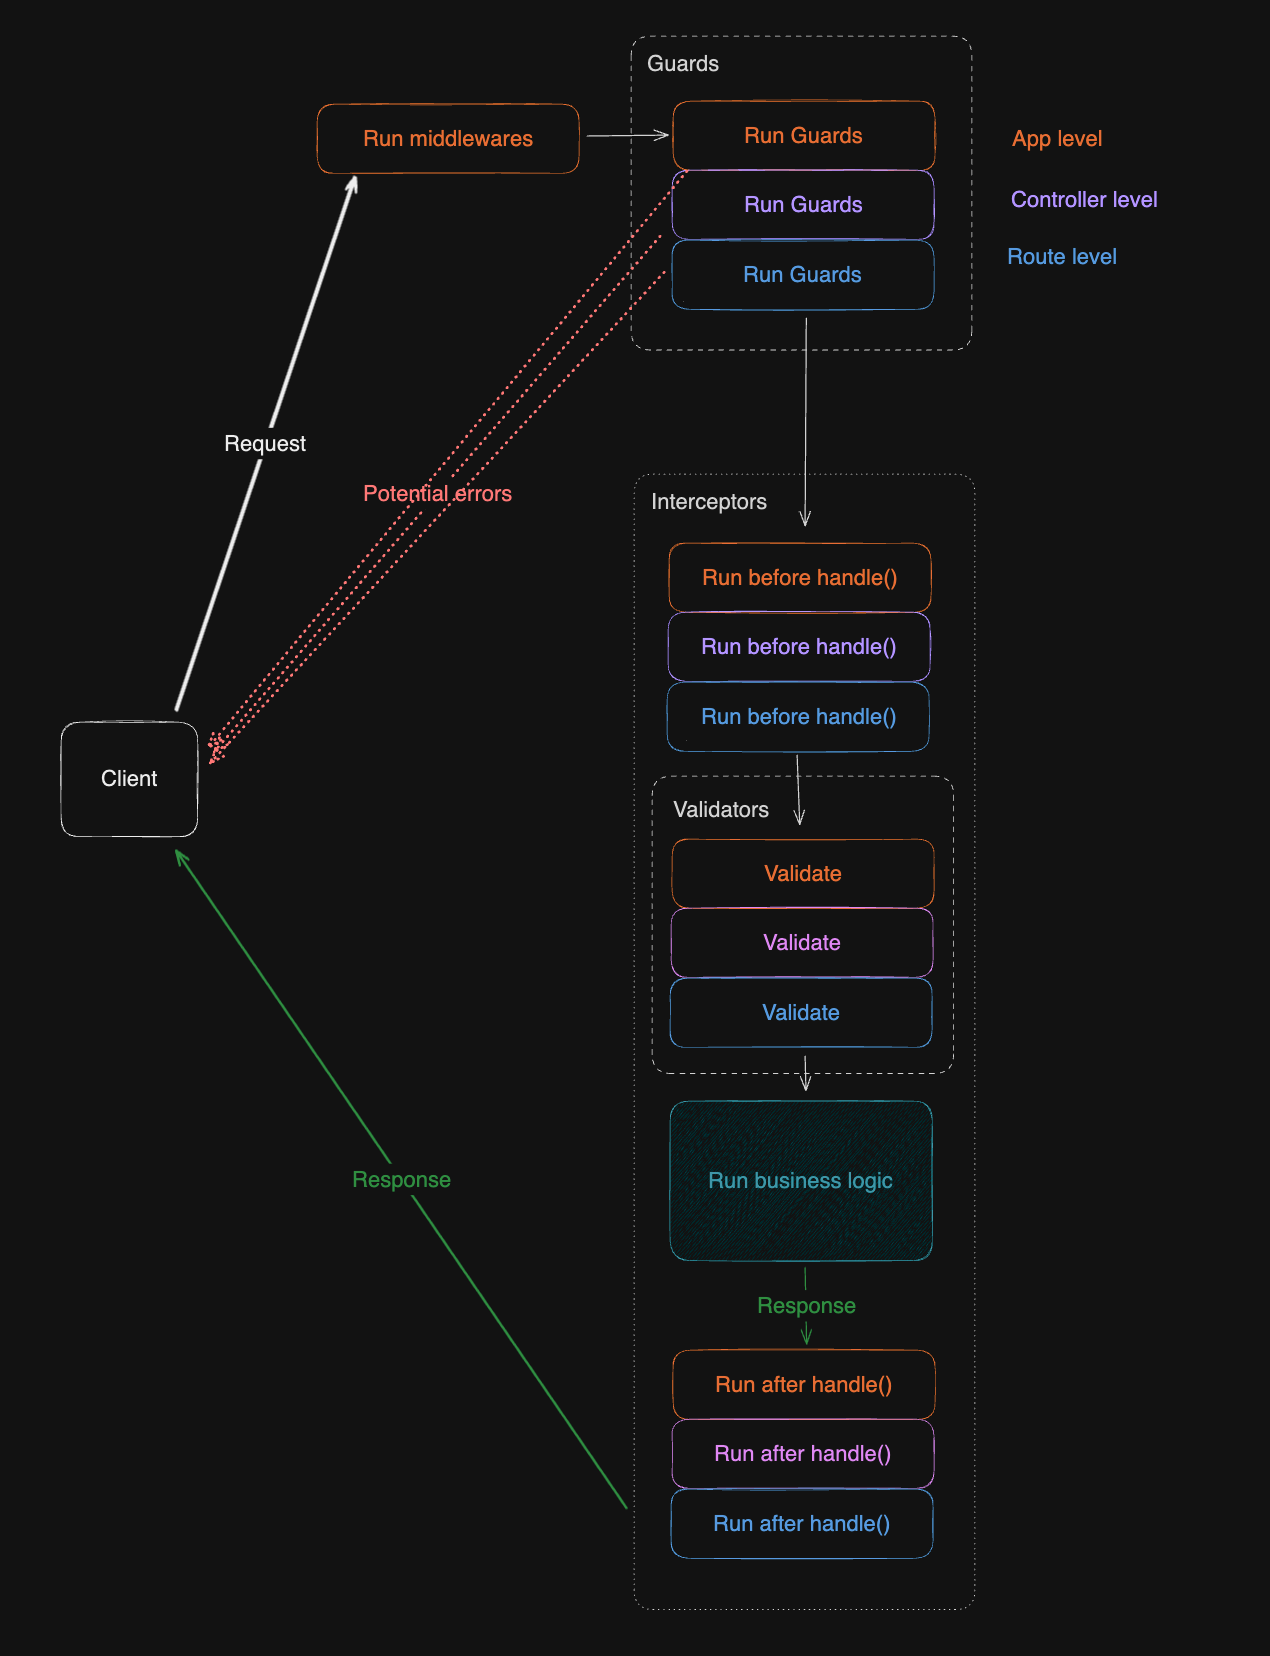 Guards
Run middlewares
Run Guards
App level
Run Guards
Controller level
Run Guards
Route level
Request
Potential errors
Interceptors
Run before handle()
Run before handle()
Run before handle()
Client
Validators
Validate
Validate
Validate
Run business logic
Response
Response
Run after handle()
Run after handle()
Run after handle()